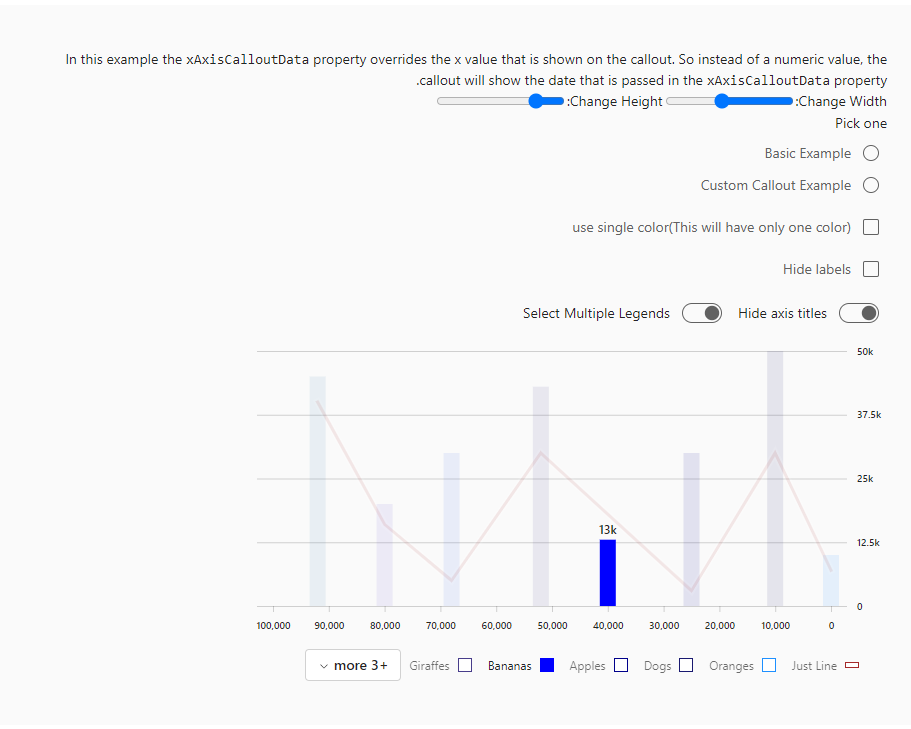 In this example the xAxisCalloutData property overrides the x value that is shown on the callout. So instead of a numeric value, the
.callout will show the date that is passed in the xAxisCalloutData property
:Change Height :Change Width
Pick one
Basic Example
Custom Callout Example
use single color(This will have only one color)
Hide labels
Select Multiple Legends Hide axis titles
50k
37.5k
25k
13k
12.5k
0
100,000 90,000 80,000 70,000 60,000 50,000 40,000 30,000 20,000 10,000 0
more 3+ Giraffes Bananas Apples Dogs Oranges Just Line